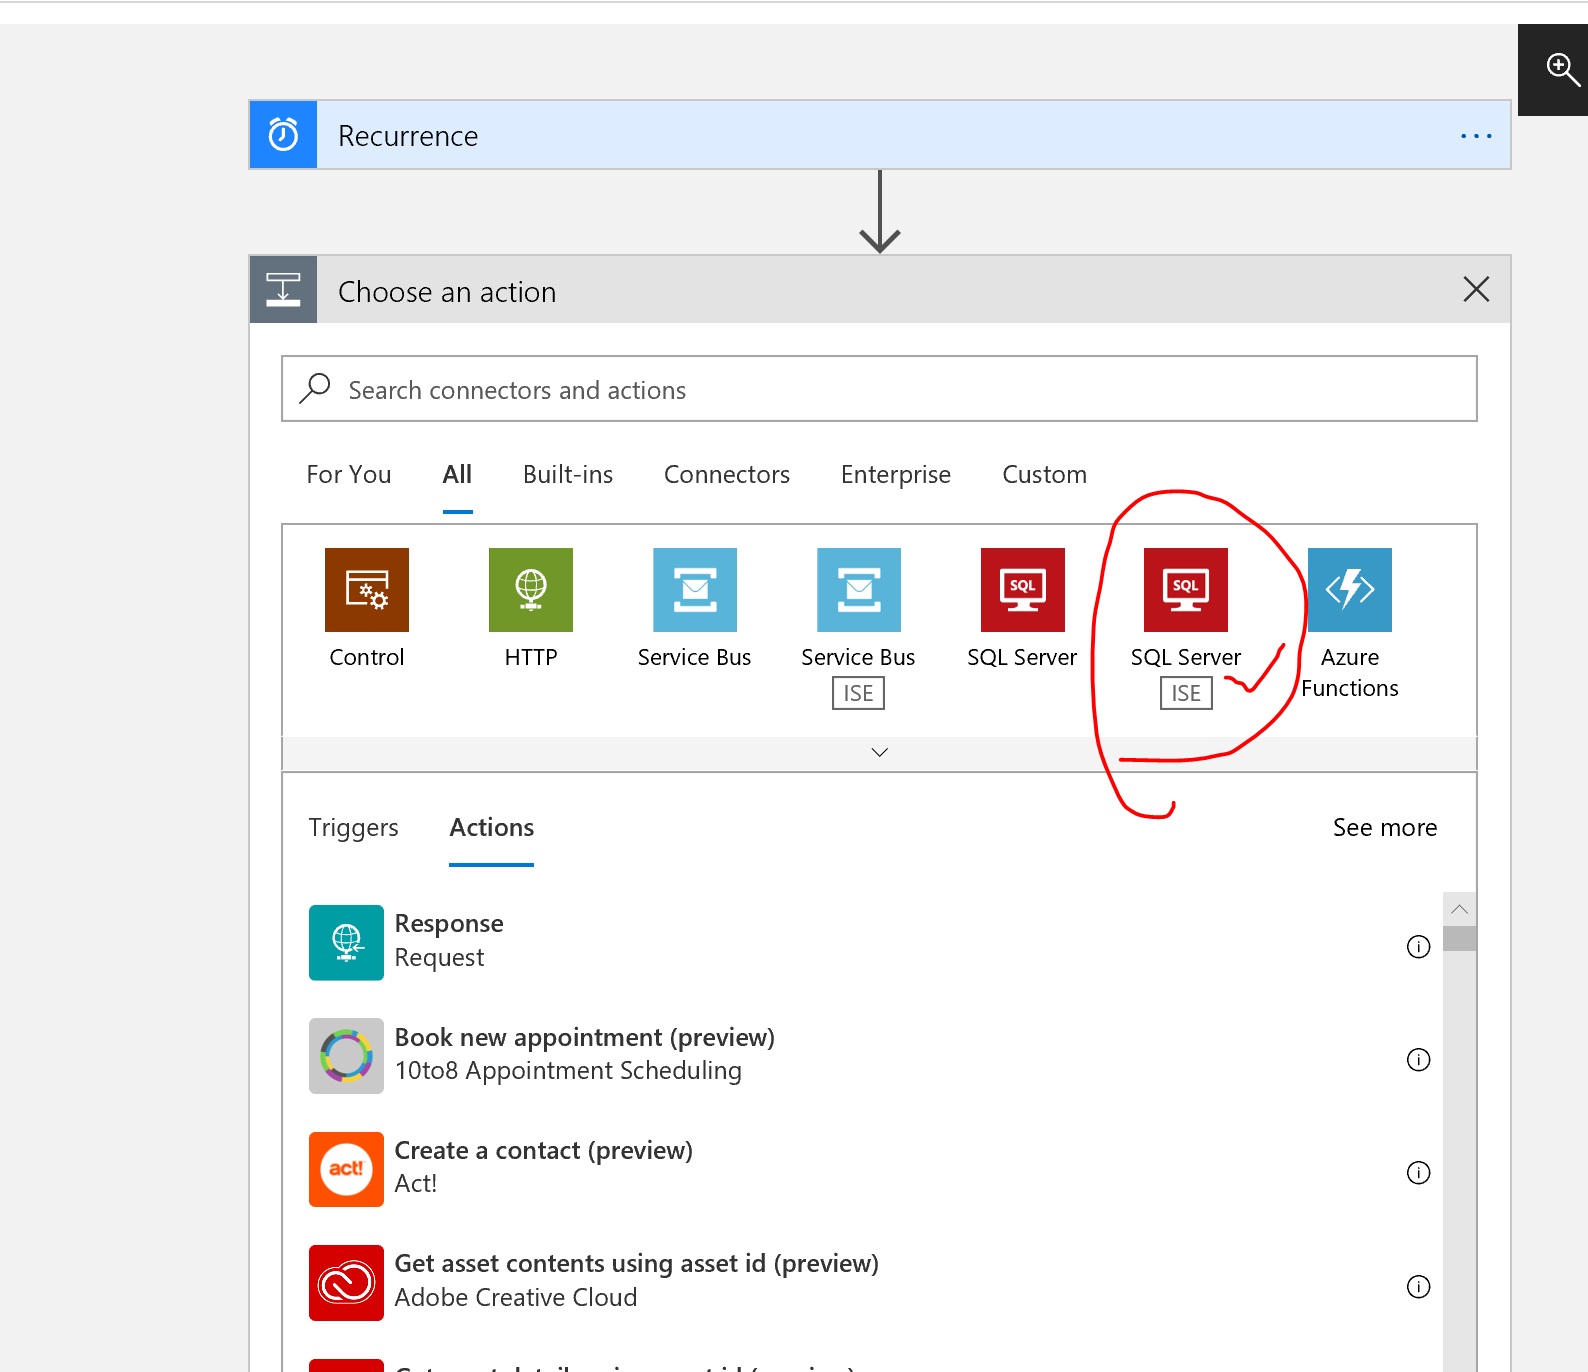 Recurrence
Choose an action
Search connectors and actions
For You All Built-ins Connectors Enterprise Custom
SQL SQL
Control HTTP Service Bus Service Bus SQL Server SQL Server Azure
Functions
ISE ISE
Triggers Actions See more
Response
Request
Book new appointment (preview)
10to8 Appointment Scheduling
act!
Create a contact (preview)
Act!
Get asset contents using asset id (preview)
Adobe Creative Cloud